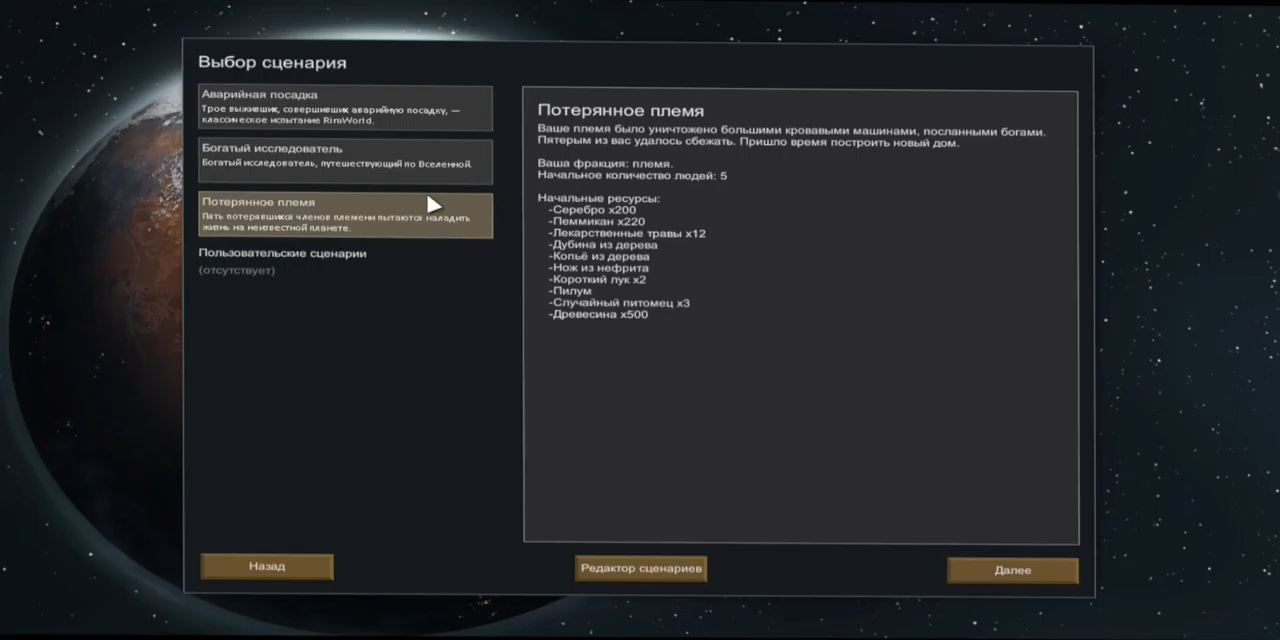 Выбор сценария
Аварийная посадка
Трое выживших, совершивших аварийную посадку, —
классическое испытание RimWorld.
Богатый исследователь
Богатый исследователь, путешествующий по Вселенной.
Потерянное племя
Пять потерявшихся членов племени пытаются наладить
жизнь на неизвестной планете.
Пользовательские сценарии
(отсутствует)
Потерянное племя
Ваше племя было уничтожено большими кровавыми машинами, посланными богами.
Пятерым из вас удалось сбежать. Пришло время построить новый дом.
Ваша фракция: племя.
Начальное количество людей: 5
Начальные ресурсы:
-Серебро x200
-Пеммикан x220
-Лекарственные травы x12
-Дубина из дерева
-Копьё из дерева
-Нож из нефрита
-Короткий лук x2
-Пилум
-Случайный питомец x3
-Древесина x500
Назад
Редактор сценариев
Далее